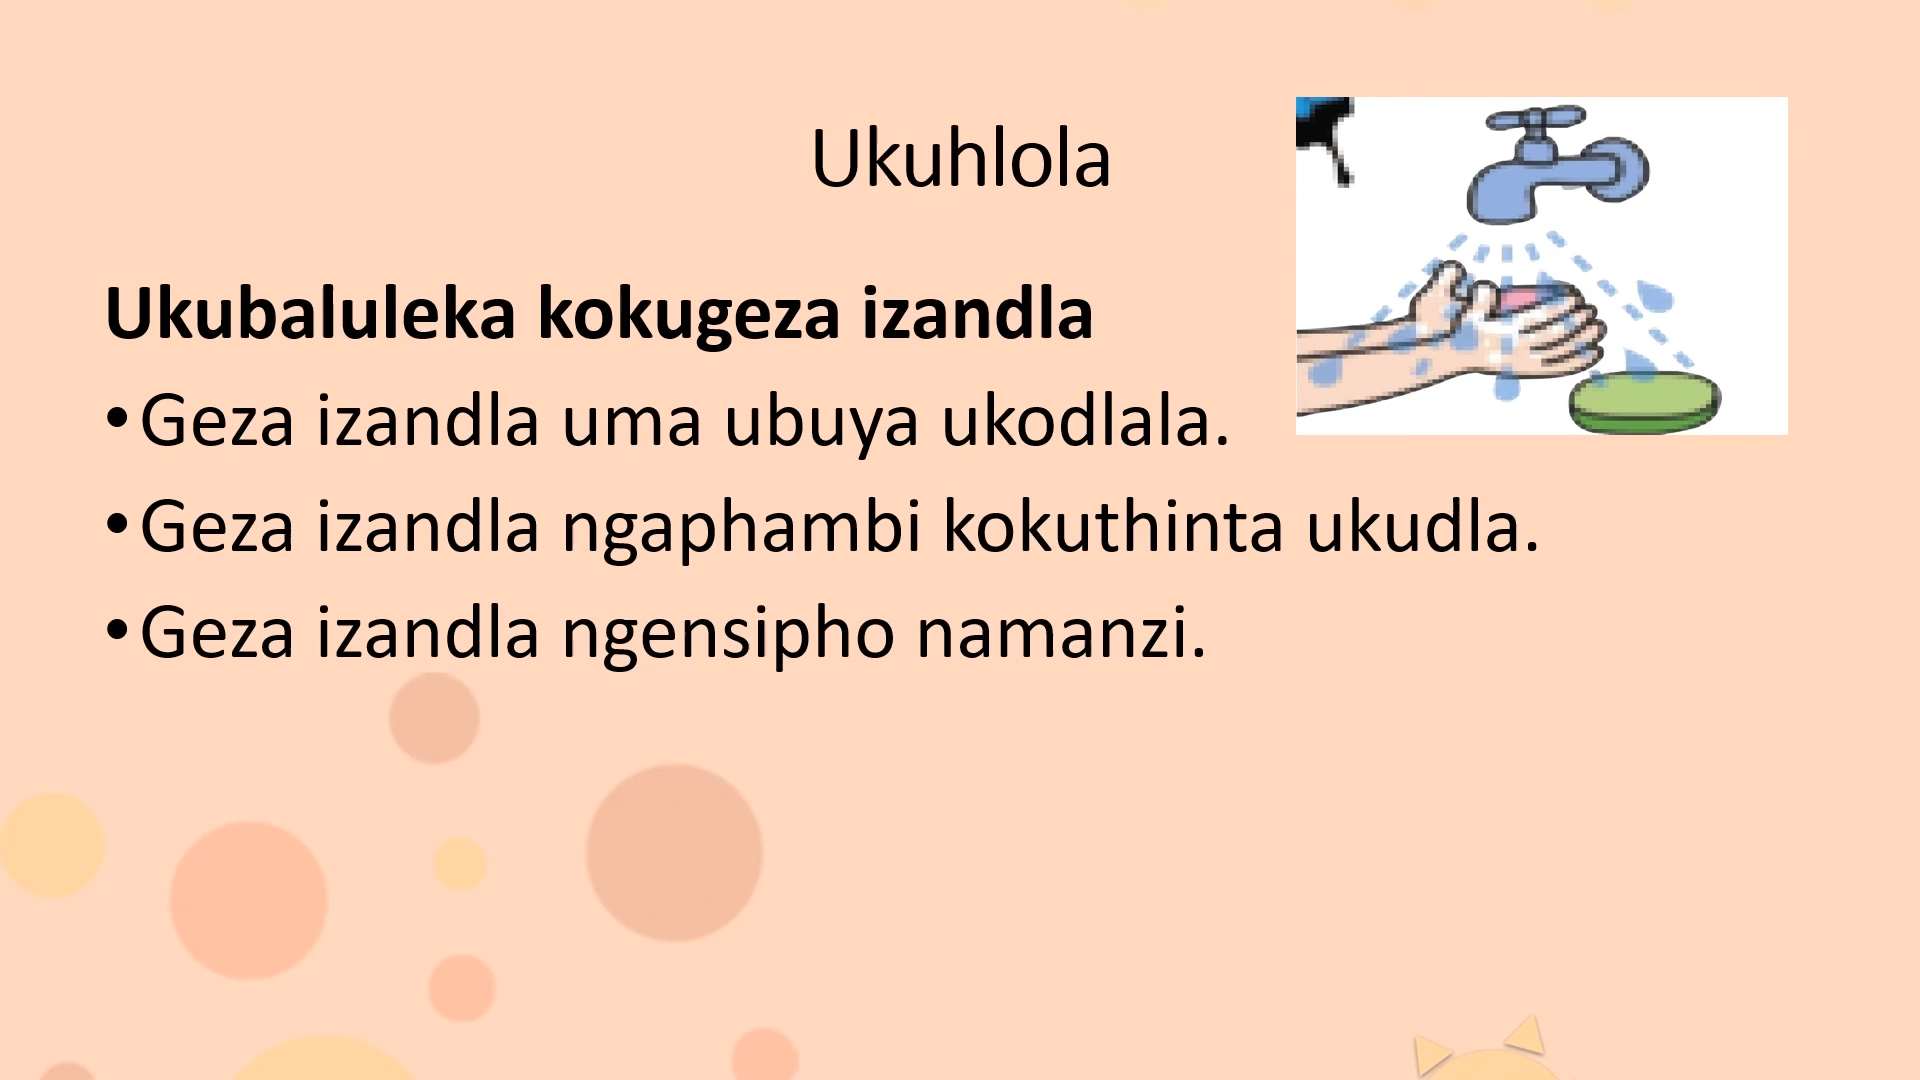 Ukuhlola
Ukubaluleka kokugeza izandla
•Geza izandla uma ubuya ukodlala.
•Geza izandla ngaphambi kokuthinta ukudla.
•Geza izandla ngensipho namanzi.